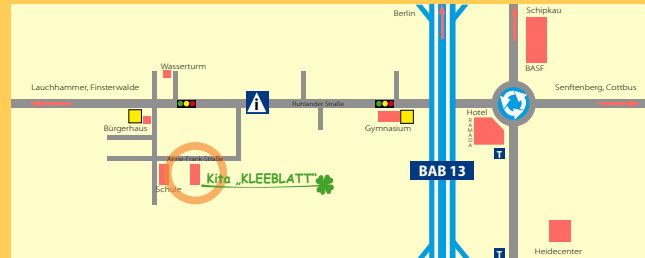 Berlin
Schipkau
BASF
Wasserturm
Lauchhammer, Finsterwalde
Senftenberg, Cottbus
i
Ruhlander Straße
Hotel
RAMADA
Bürgerhaus
Gymnasium
T
Anne-Frank-Straße
BAB 13
Kita „KLEEBLATT“
Schule
Heidecenter
T